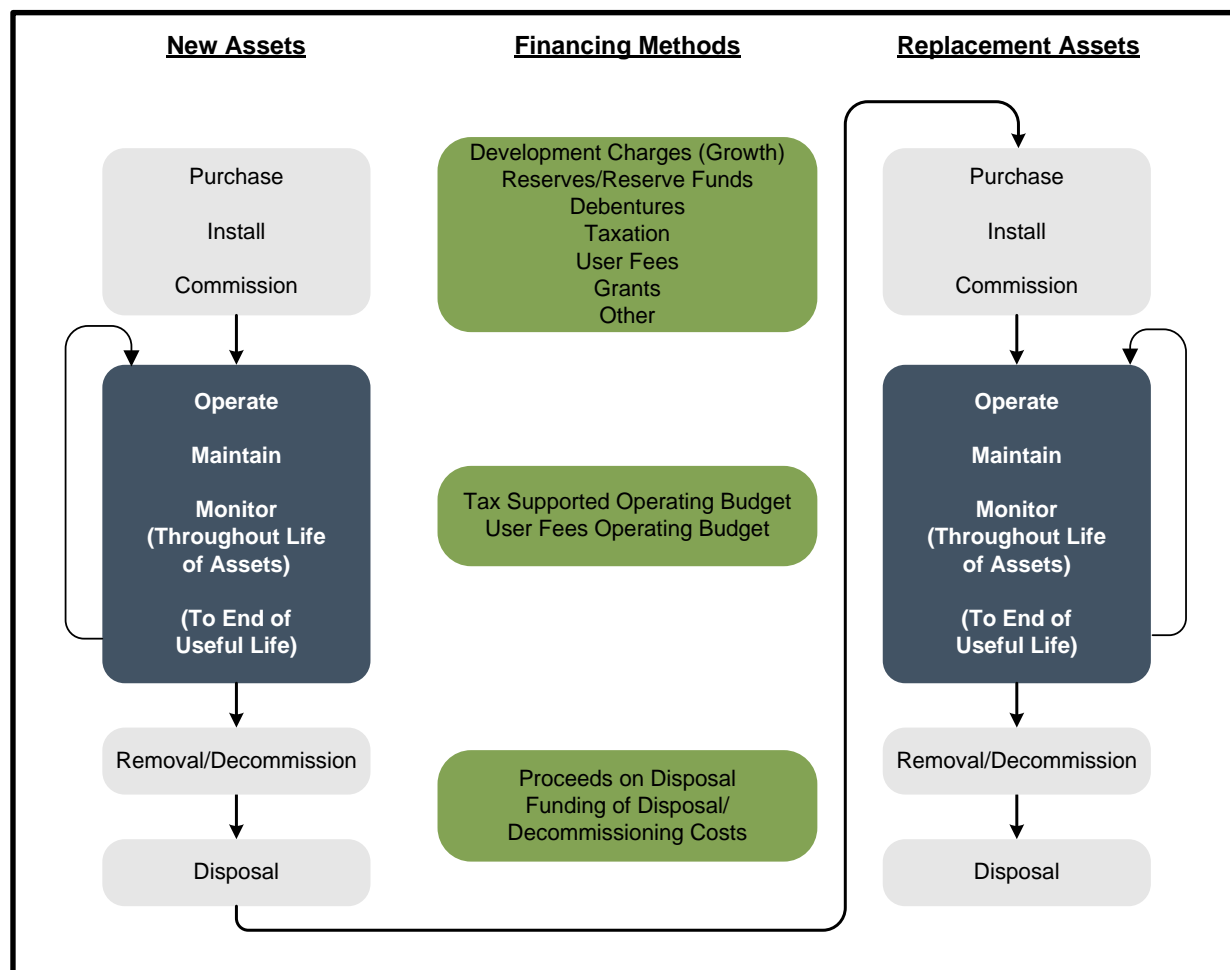 New Assets
Financing Methods
Replacement Assets
Purchase
Install
Commission
Operate
Maintain
Monitor
(Throughout Life
of Assets)
(To End of
Useful Life)
Removal/Decommission
Disposal
Development Charges (Growth)
Reserves/Reserve Funds
Debentures
Taxation
User Fees
Grants
Other
Tax Supported Operating Budget
User Fees Operating Budget
Proceeds on Disposal
Funding of Disposal/
Decommissioning Costs
Purchase
Install
Commission
Operate
Maintain
Monitor
(Throughout Life
of Assets)
(To End of
Useful Life)
Removal/Decommission
Disposal